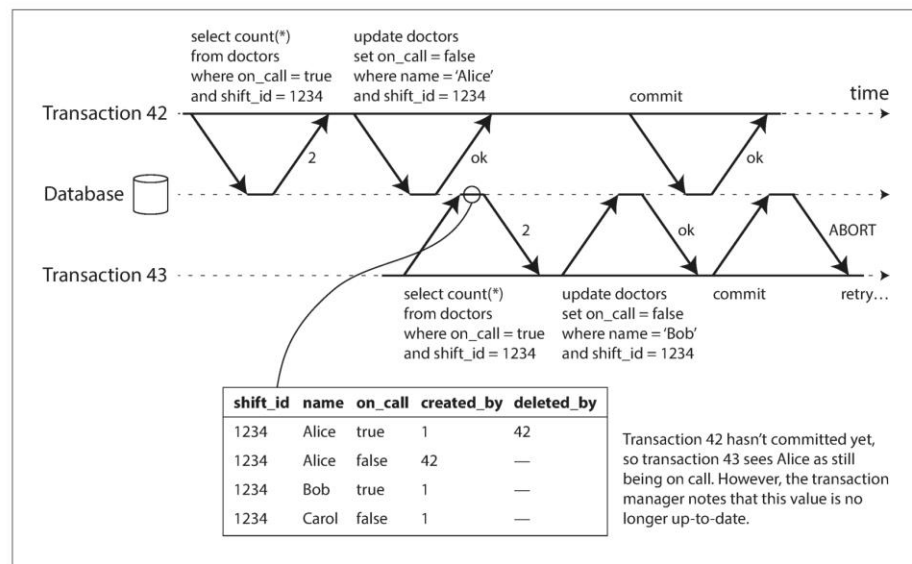 select count(*)
from doctors
where on_call = true
and shift_id = 1234
update doctors
set on_call = false
where name = ‘Alice’
and shift_id = 1234
commit
time
Transaction 42
2
ok
ok
Database
2
ok
ABORT
Transaction 43
select count(*)
from doctors
where on_call = true
and shift_id = 1234
update doctors
set on_call = false
where name = ‘Bob’
and shift_id = 1234
commit
retry…
shift_id name on_call created_by deleted_by
1234 Alice true 1 42
1234 Alice false 42 —
1234 Bob true 1 —
1234 Carol false 1 —
Transaction 42 hasn’t committed yet,
so transaction 43 sees Alice as still
being on call. However, the transaction
manager notes that this value is no
longer up-to-date.